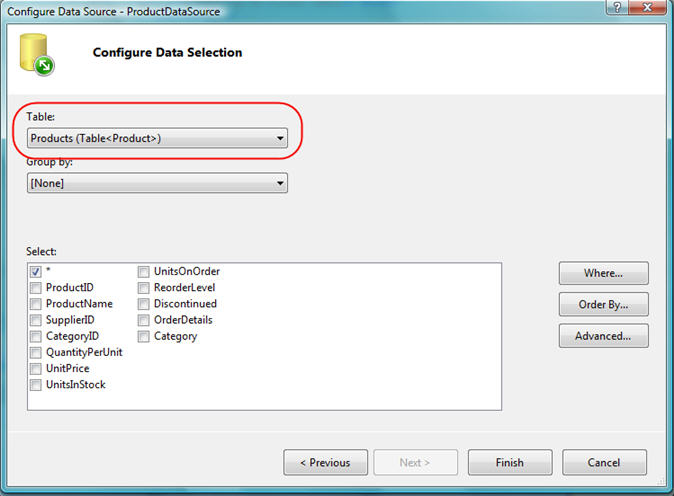 Configure Data Source - ProductDataSource
Configure Data Selection
Table:
Products (Table<Product>)
Group by:
[None]
Select:
* UnitsOnOrder
ProductID ReorderLevel
ProductName Discontinued
SupplierID OrderDetails
CategoryID Category
QuantityPerUnit
UnitPrice
UnitsInStock
Where...
Order By...
Advanced...
< Previous Next > Finish Cancel